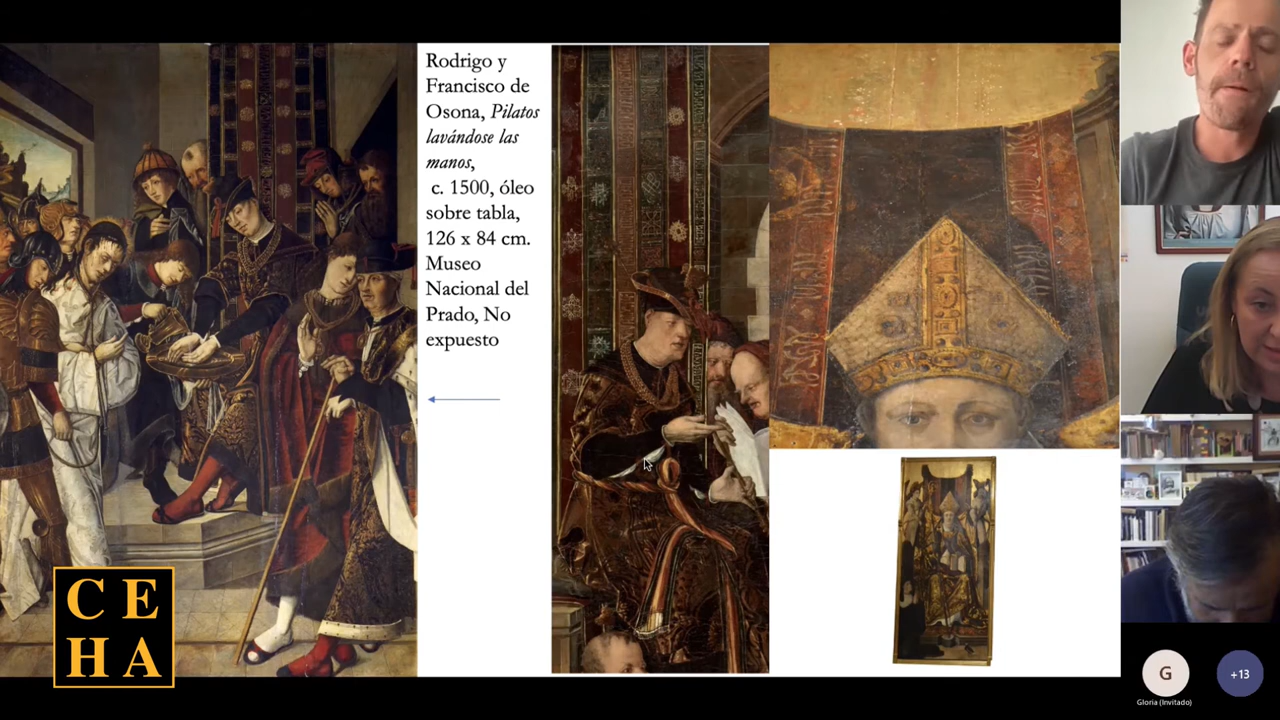 Rodrigo y
Francisco de
Osona, Pilatos
lavándose las
manos,
c. 1500, óleo
sobre tabla,
126 x 84 cm.
Museo
Nacional del
Prado, No
expuesto
C E
H A
G
+13
Gloria (Invitado)